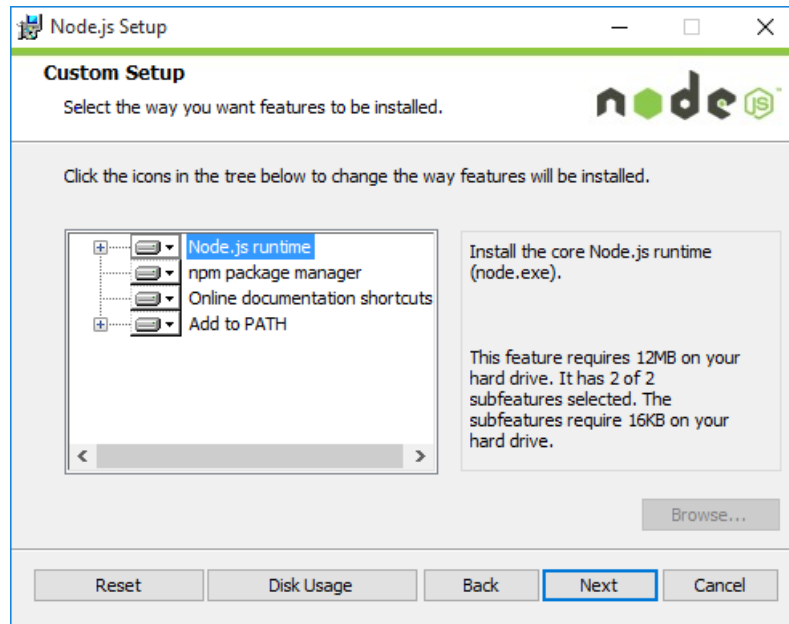 Node.js Setup
Custom Setup
Select the way you want features to be installed.
node JS ™
Click the icons in the tree below to change the way features will be installed.
Node.js runtime
npm package manager
Online documentation shortcuts
Add to PATH
Install the core Node.js runtime
(node.exe).
This feature requires 12MB on your
hard drive. It has 2 of 2
subfeatures selected. The
subfeatures require 16KB on your
hard drive.
Browse...
Reset
Disk Usage
Back
Next
Cancel